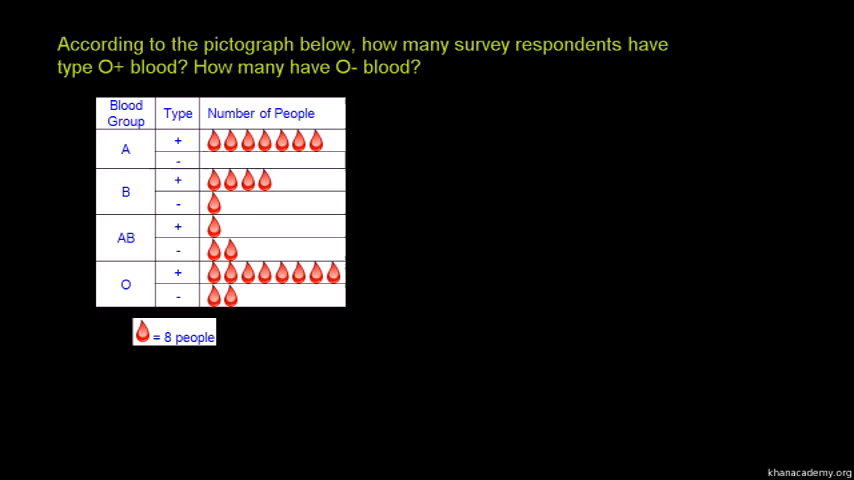 According to the pictograph below, how many survey respondents have
type O+ blood? How many have O- blood?
Blood Group Type Number of People
A +
-
B +
-
AB +
-
O +
-
= 8 people
khanacademy.org